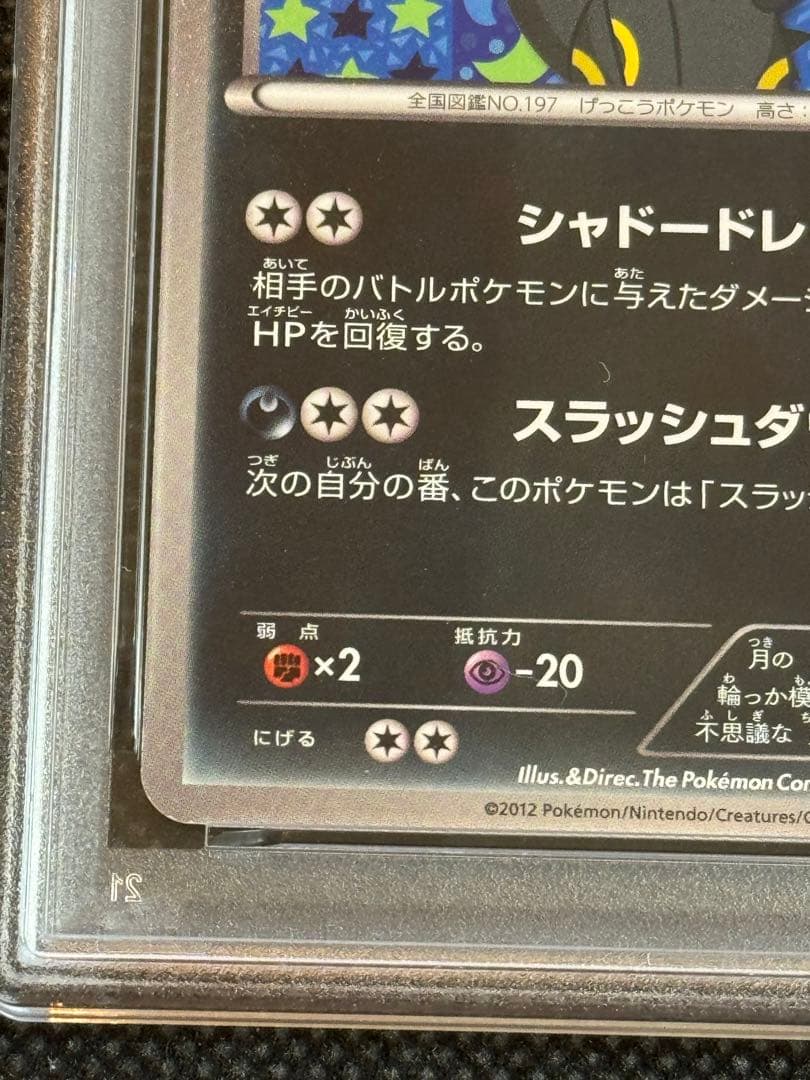 全国図鑑NO.197 げっこうポケモン 高さ:
シャドードレ
あいて あた
相手のバトルポケモンに与えたダメー
エイチピー かいふく
HPを回復する。
スラッシュダ
つぎ じぶん ばん
次の自分の番、このポケモンは「スラッ
弱点 抵抗力
×2 -20
にげる
つき
月の
わ も
輪っか模
ふしぎ ち
不思議な
Illus.&Direc.The Pokémon Com
©2012 Pokémon/Nintendo/Creatures/G
21